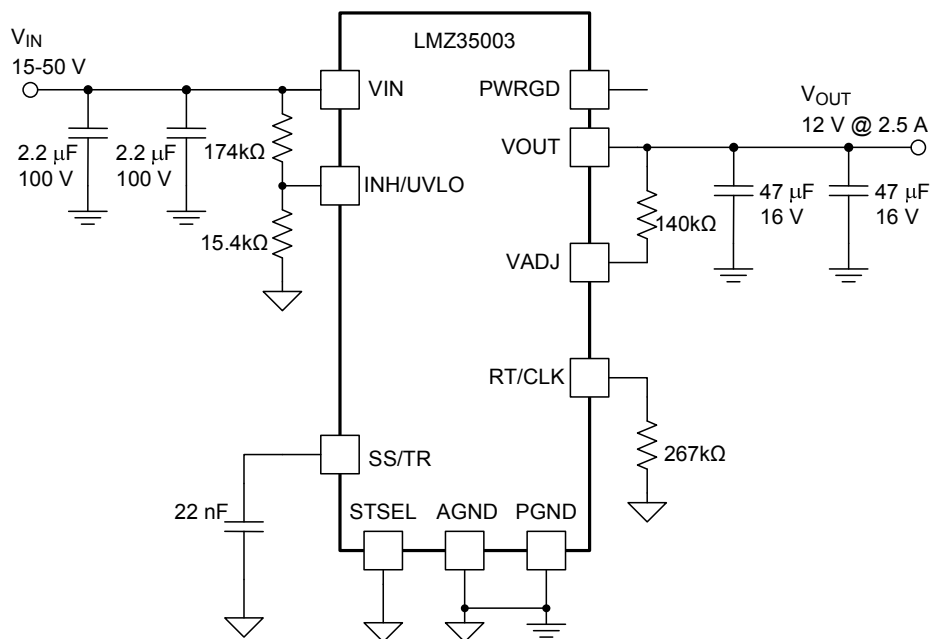 LMZ35003
VIN
15-50 V
VIN
PWRGD
VOUT
12 V @ 2.5 A
VOUT
2.2 μF
100 V
2.2 μF
100 V
174kΩ
INH/UVLO
15.4kΩ
140kΩ
47 μF
16 V
47 μF
16 V
VADJ
RT/CLK
267kΩ
SS/TR
22 nF
STSEL
AGND
PGND